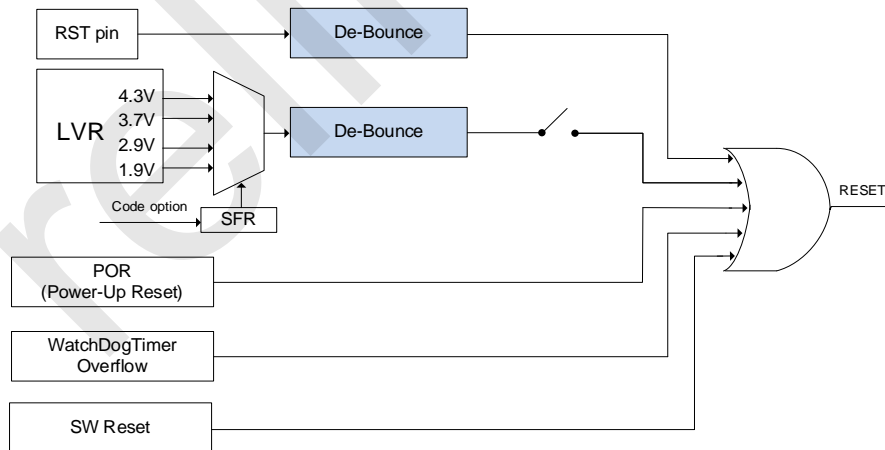 RST pin
De-Bounce
LVR
4.3V
3.7V
2.9V
1.9V
De-Bounce
Code option
SFR
RESET
POR
(Power-Up Reset)
WatchDogTimer
Overflow
SW Reset